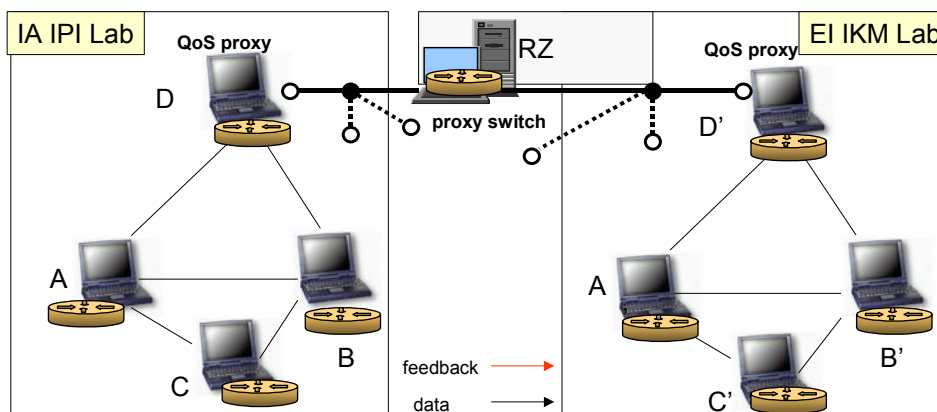 IA IPI Lab
QoS proxy
D
RZ
proxy switch
EI IKM Lab
QoS proxy
D’
A
B
C
A
B’
C’
feedback
data